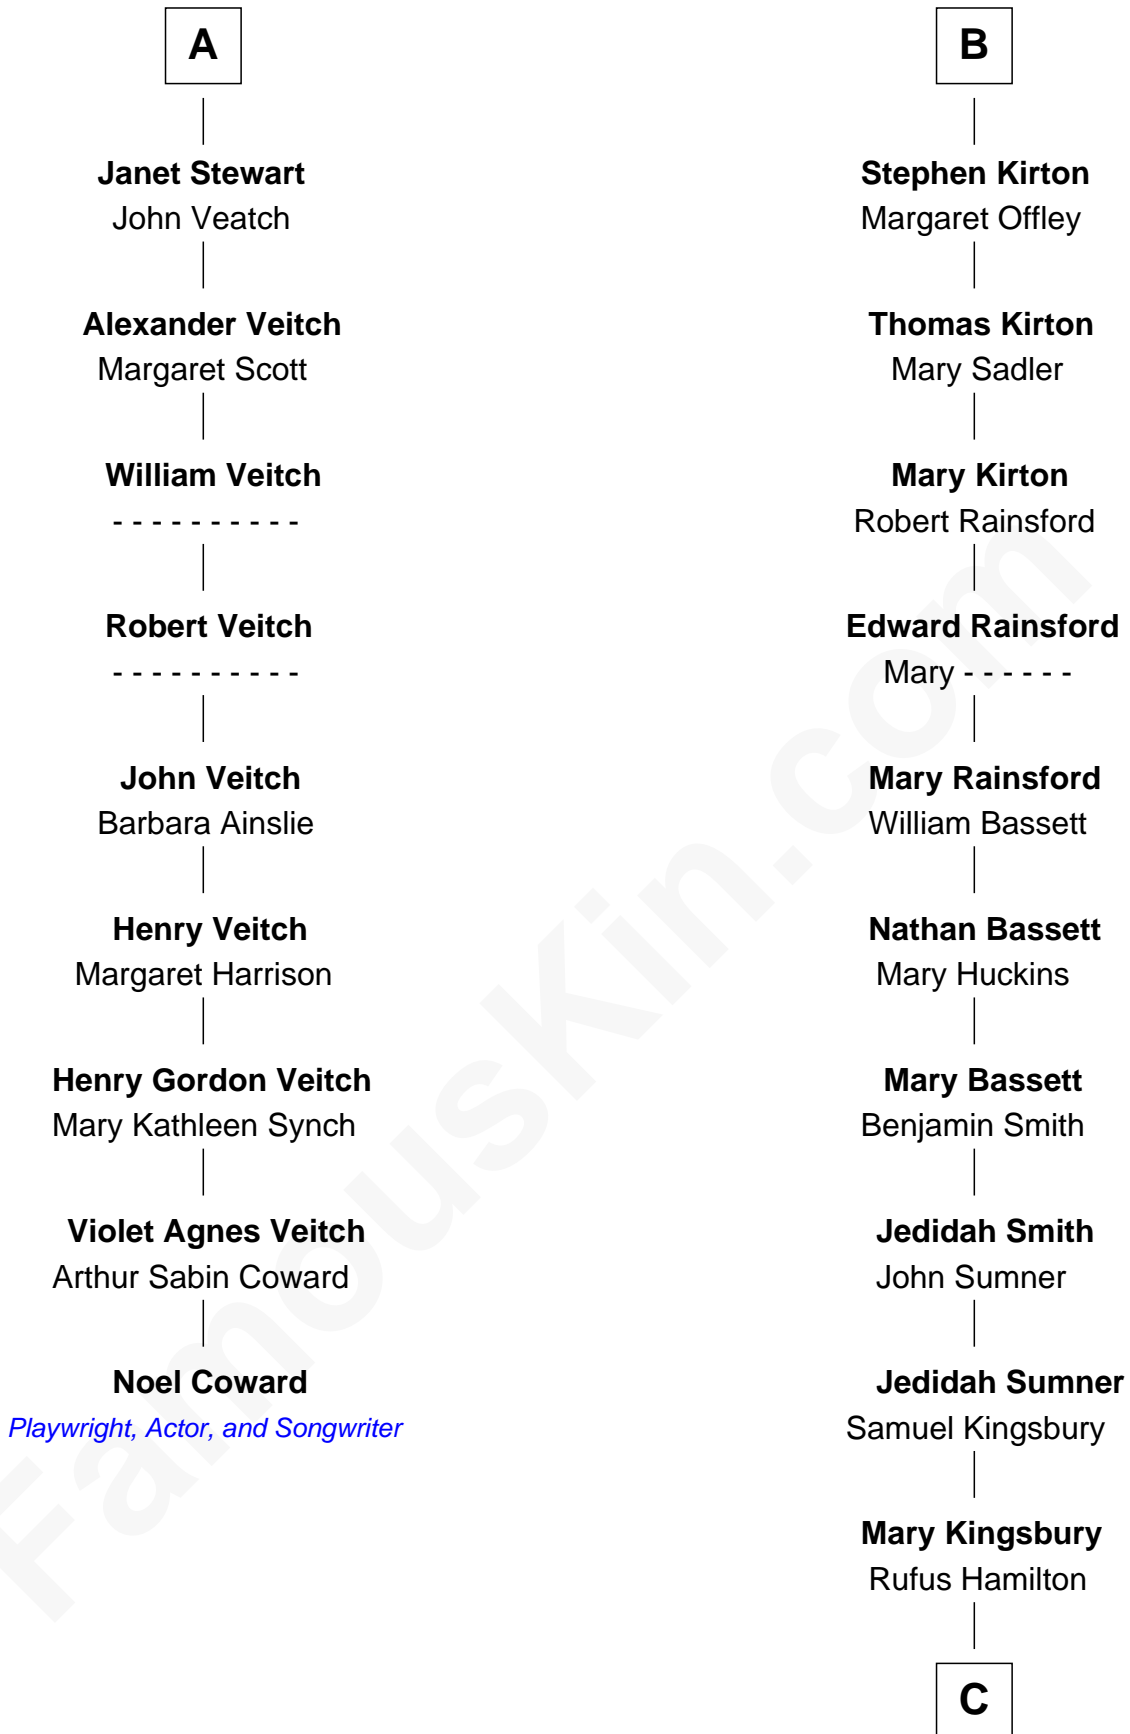 A
Janet Stewart
John Veatch
Alexander Veitch
Margaret Scott
William Veitch
- - - - - - - - - -
Robert Veitch
- - - - - - - - - -
John Veitch
Barbara Ainslie
Henry Veitch
Margaret Harrison
Henry Gordon Veitch
Mary Kathleen Synch
Violet Agnes Veitch
Arthur Sabin Coward
Noel Coward
Playwright, Actor, and Songwriter
B
Stephen Kirton
Margaret Offley
Thomas Kirton
Mary Sadler
Mary Kirton
Robert Rainsford
Edward Rainsford
Mary - - - - - -
Mary Rainsford
William Bassett
Nathan Bassett
Mary Huckins
Mary Bassett
Benjamin Smith
Jedidah Smith
John Sumner
Jedidah Sumner
Samuel Kingsbury
Mary Kingsbury
Rufus Hamilton
C
FamousKin.com